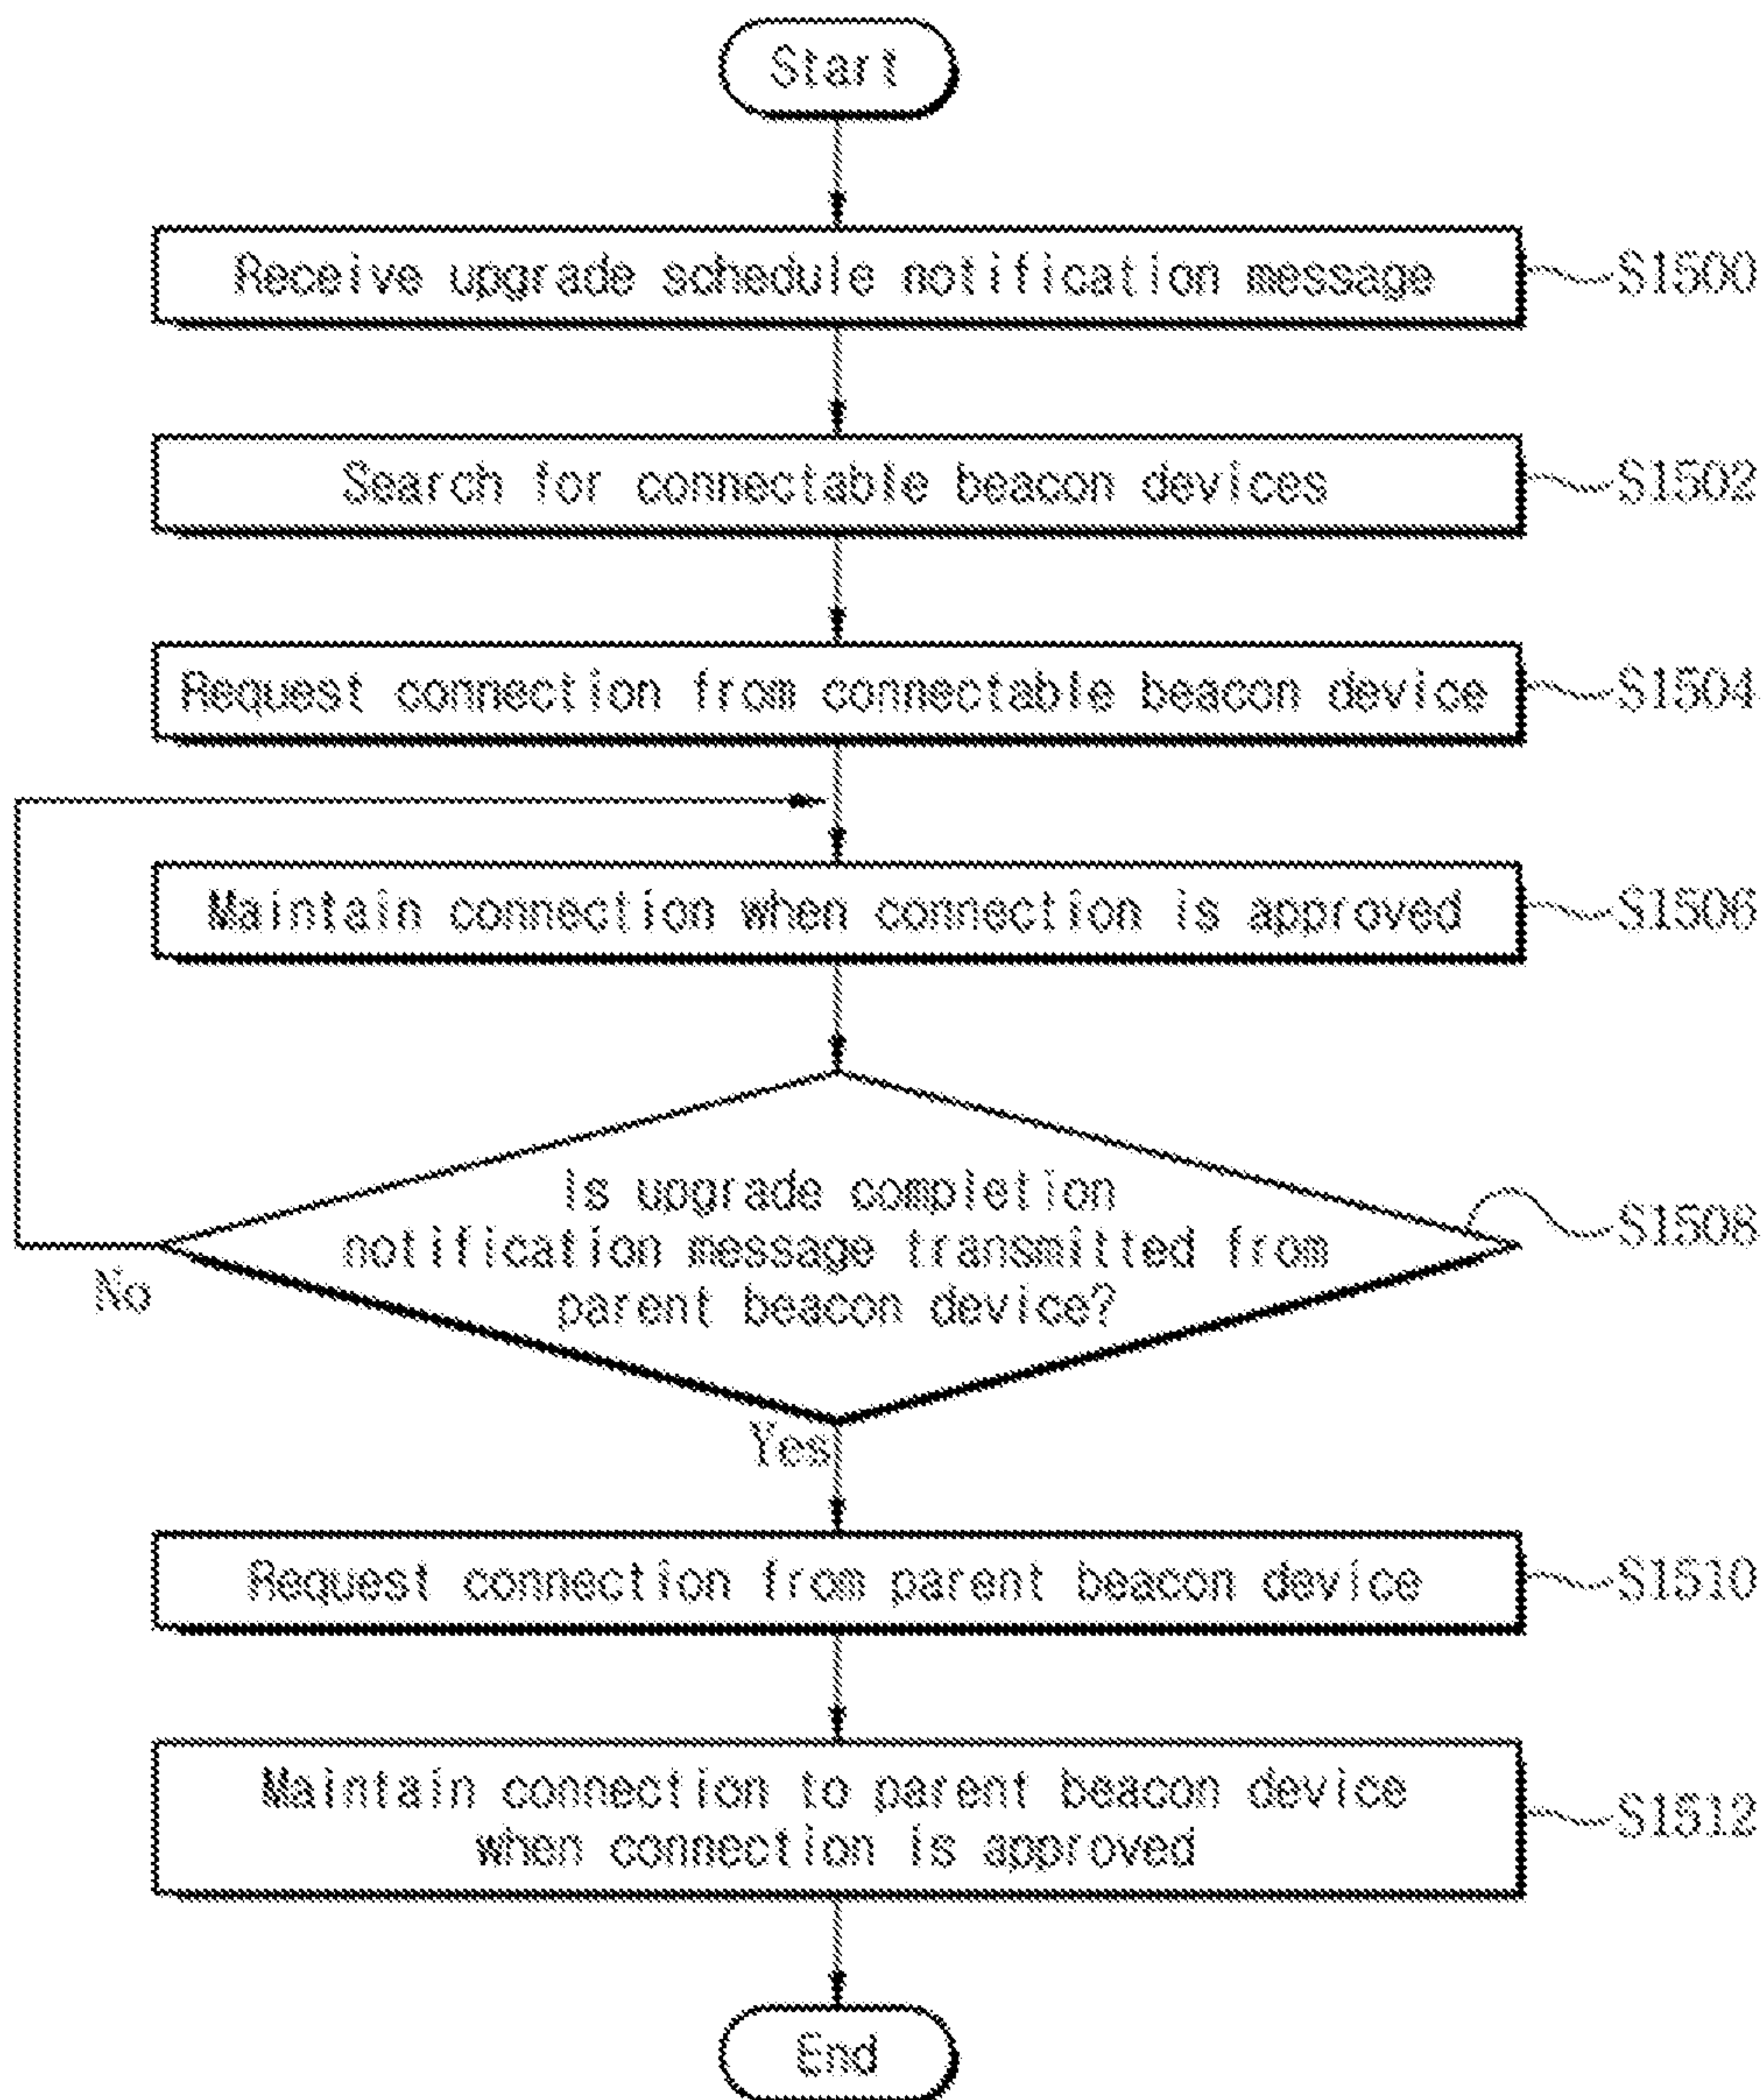 Start
Receive upgrade schedule notification message
S1500
Search for connectable beacon devices
S1502
Request connection from connectable beacon device
S1504
Maintain connection when connection is approved
S1506
Is upgrade completion
notification message transmitted from
parent beacon device?
S1508
No
Yes
Request connection from parent beacon device
S1510
Maintain connection to parent beacon device
when connection is approved
S1512
End